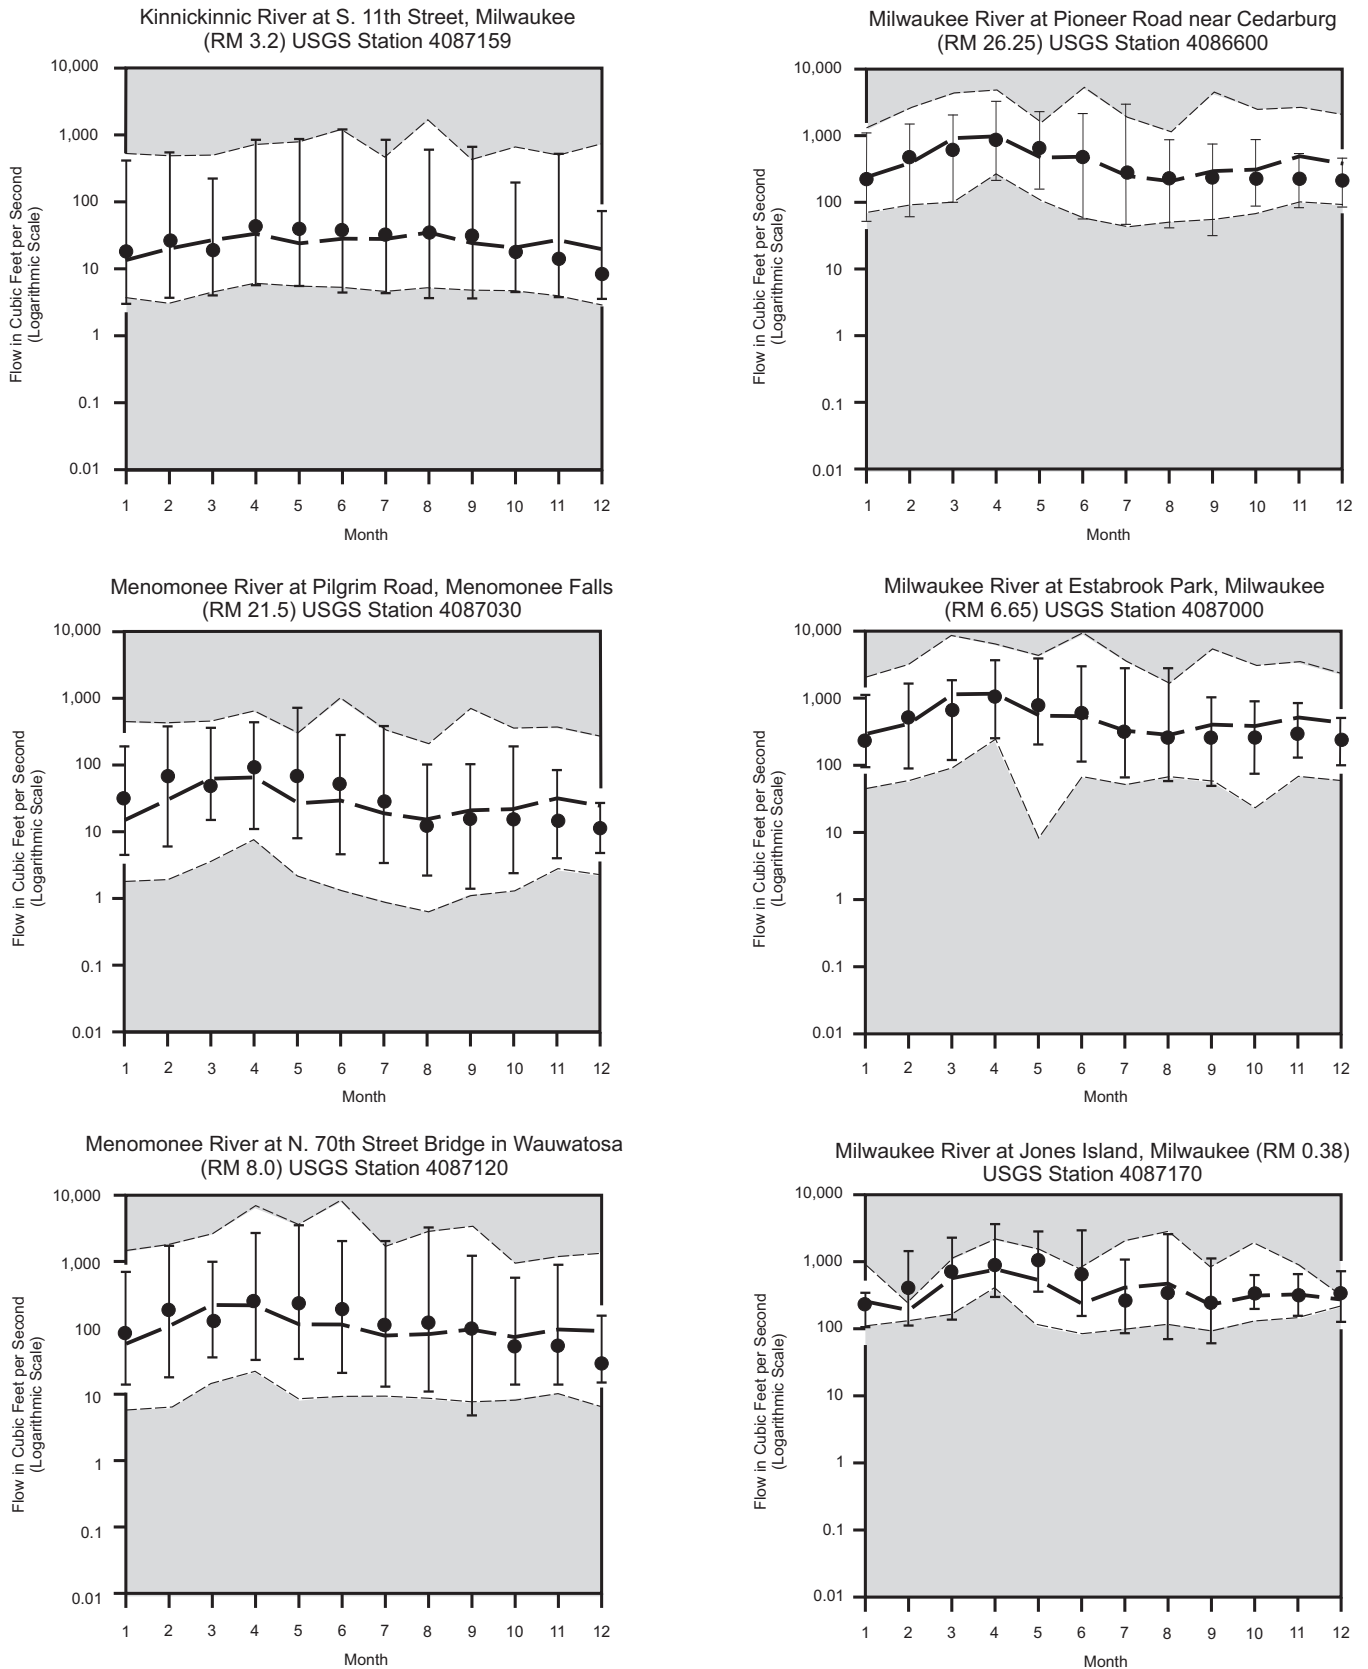 Kinnickinnic River at S. 11th Street, Milwaukee
(RM 3.2) USGS Station 4087159
10,000
1,000
100
10
1
0.1
0.01
Flow in Cubic Feet per Second
(Logarithmic Scale)
1 2 3 4 5 6 7 8 9 10 11 12
Month
Milwaukee River at Pioneer Road near Cedarburg
(RM 26.25) USGS Station 4086600
10,000
1,000
100
10
1
0.1
0.01
Flow in Cubic Feet per Second
(Logarithmic Scale)
1 2 3 4 5 6 7 8 9 10 11 12
Month
Menomonee River at Pilgrim Road, Menomonee Falls
(RM 21.5) USGS Station 4087030
10,000
1,000
100
10
1
0.1
0.01
Flow in Cubic Feet per Second
(Logarithmic Scale)
1 2 3 4 5 6 7 8 9 10 11 12
Month
Milwaukee River at Estabrook Park, Milwaukee
(RM 6.65) USGS Station 4087000
10,000
1,000
100
10
1
0.1
0.01
Flow in Cubic Feet per Second
(Logarithmic Scale)
1 2 3 4 5 6 7 8 9 10 11 12
Month
Menomonee River at N. 70th Street Bridge in Wauwatosa
(RM 8.0) USGS Station 4087120
10,000
1,000
100
10
1
0.1
0.01
Flow in Cubic Feet per Second
(Logarithmic Scale)
1 2 3 4 5 6 7 8 9 10 11 12
Month
Milwaukee River at Jones Island, Milwaukee (RM 0.38)
USGS Station 4087170
10,000
1,000
100
10
1
0.1
0.01
Flow in Cubic Feet per Second
(Logarithmic Scale)
1 2 3 4 5 6 7 8 9 10 11 12
Month